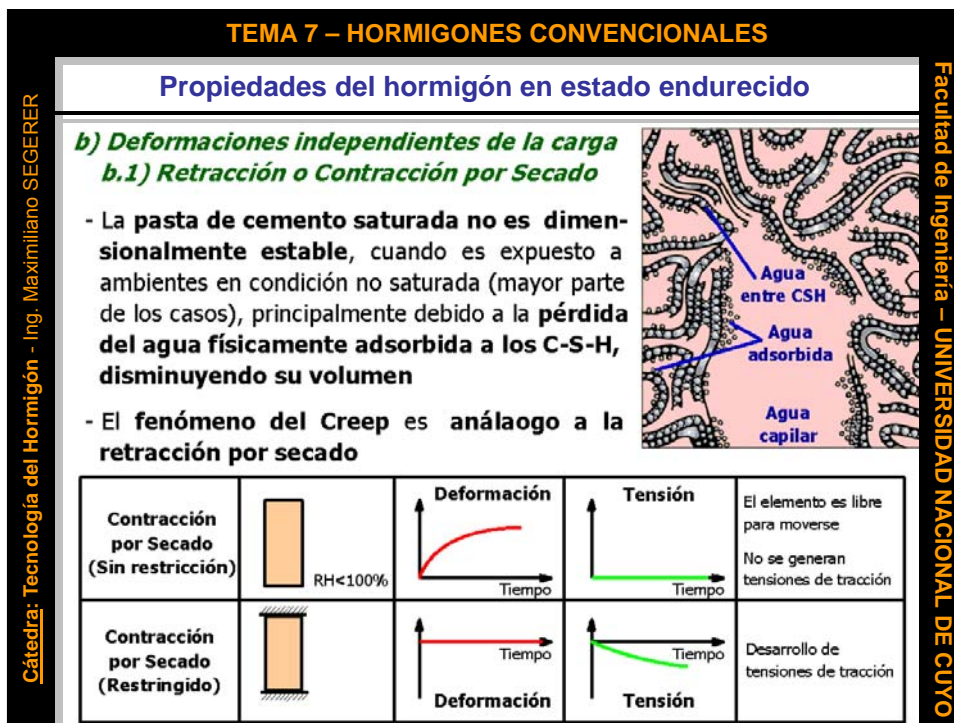 TEMA 7 – HORMIGONES CONVENCIONALES
Propiedades del hormigón en estado endurecido
Cátedra: Tecnología del Hormigón - Ing. Maximiliano SEGERER
Facultad de Ingeniería – UNIVERSIDAD NACIONAL DE CUYO
b) Deformaciones independientes de la carga
b.1) Retracción o Contracción por Secado
- La pasta de cemento saturada no es dimen-
sionalmente estable, cuando es expuesto a
ambientes en condición no saturada (mayor parte
de los casos), principalmente debido a la pérdida
del agua físicamente adsorbida a los C-S-H,
disminuyendo su volumen
- El fenómeno del Creep es análaogo a la
retracción por secado
Agua
entre CSH
Agua
adsorbida
Agua
capilar
Contracción
por Secado
(Sin restricción)
RH<100%
Deformación
Tiempo
Tensión
Tiempo
El elemento es libre
para moverse
No se generan
tensiones de tracción
Contracción
por Secado
(Restringido)
Tiempo
Deformación
Tiempo
Tensión
Desarrollo de
tensiones de tracción